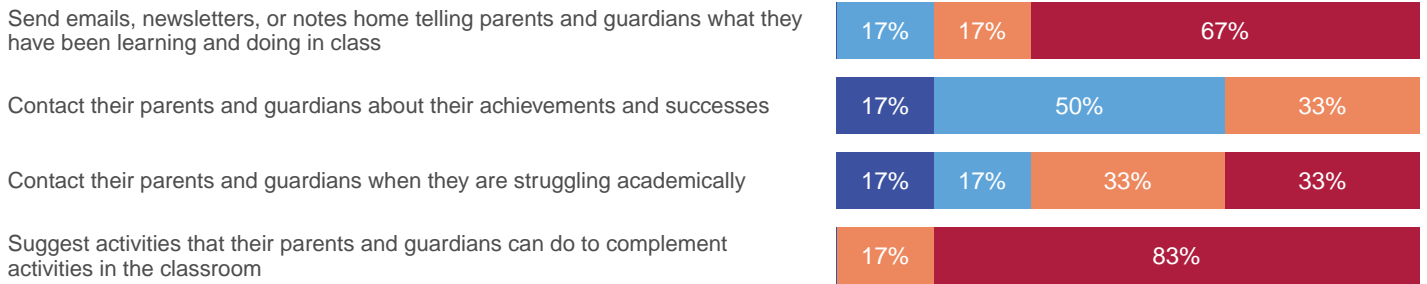 Send emails, newsletters, or notes home telling parents and guardians what they
have been learning and doing in class
17% 17% 67%
Contact their parents and guardians about their achievements and successes
17% 50% 33%
Contact their parents and guardians when they are struggling academically
17% 17% 33% 33%
Suggest activities that their parents and guardians can do to complement
activities in the classroom
17% 83%